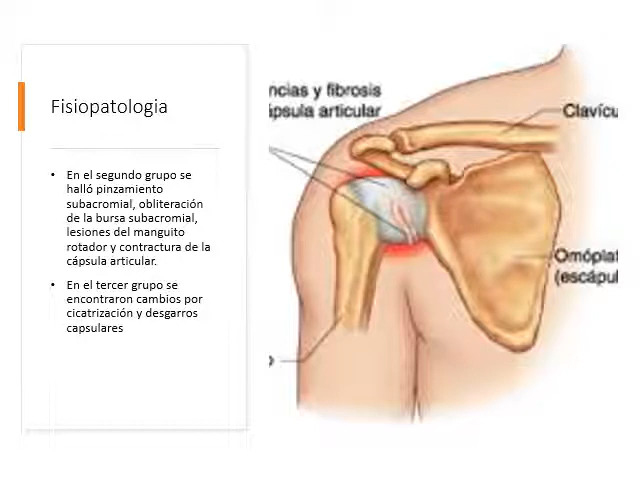 Fisiopatologia
• En el segundo grupo se
halló pinzamiento
subacromial, obliteración
de la bursa subacromial,
lesiones del manguito
rotador y contractura de la
cápsula articular.
• En el tercer grupo se
encontraron cambios por
cicatrización y desgarros
capsulares
ncias y fibrosis
ápsula articular
Clavícu
Omóplat
(escápul
o